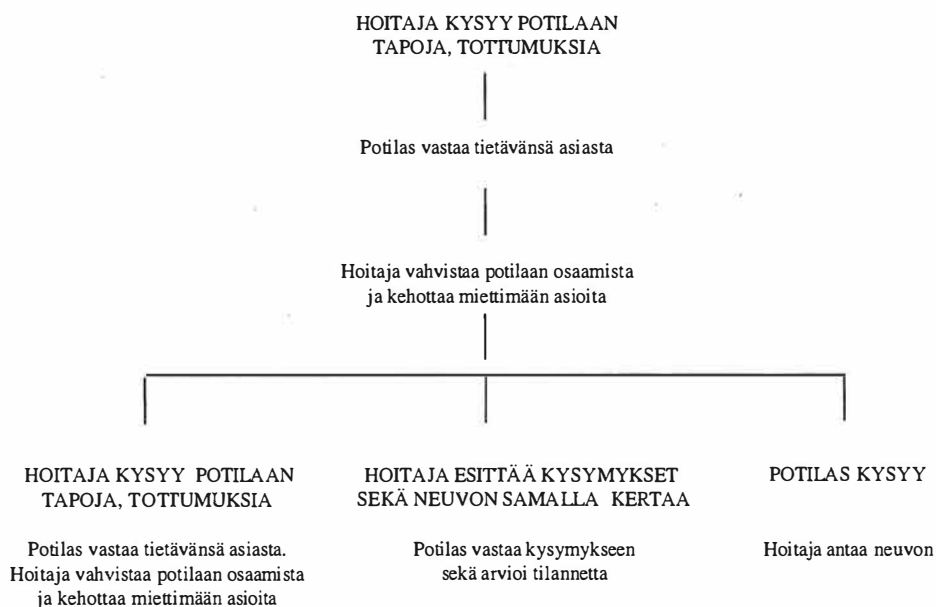 HOITAJA KYSYY POTILAAN
TAPOJA, TOTTUMUKSIA
Potilas vastaa tietävänsä asiasta
Hoitaja vahvistaa potilaan osaamista
ja kehottaa miettimään asioita
HOITAJA KYSYY POTILAAN
TAPOJA, TOTTUMUKSIA
Potilas vastaa tietävänsä asiasta.
Hoitaja vahvistaa potilaan osaamista
ja kehottaa miettimään asioita
HOITAJA ESITTÄÄ KYSYMYKSET
SEKÄ NEUVON SAMALLA KERTAA
Potilas vastaa kysymykseen
sekä arvioi tilannetta
POTILAS KYSYY
Hoitaja antaa neuvon